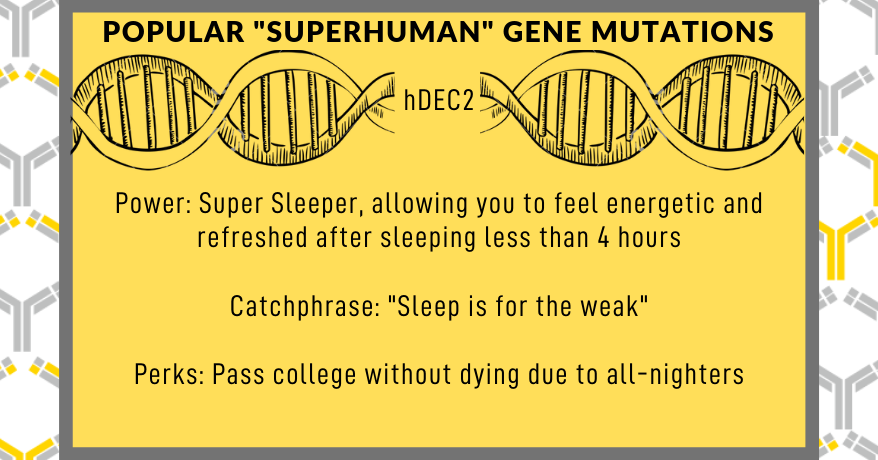 POPULAR "SUPERHUMAN" GENE MUTATIONS
hDEC2
Power: Super Sleeper, allowing you to feel energetic and
refreshed after sleeping less than 4 hours
Catchphrase: "Sleep is for the weak"
Perks: Pass college without dying due to all-nighters